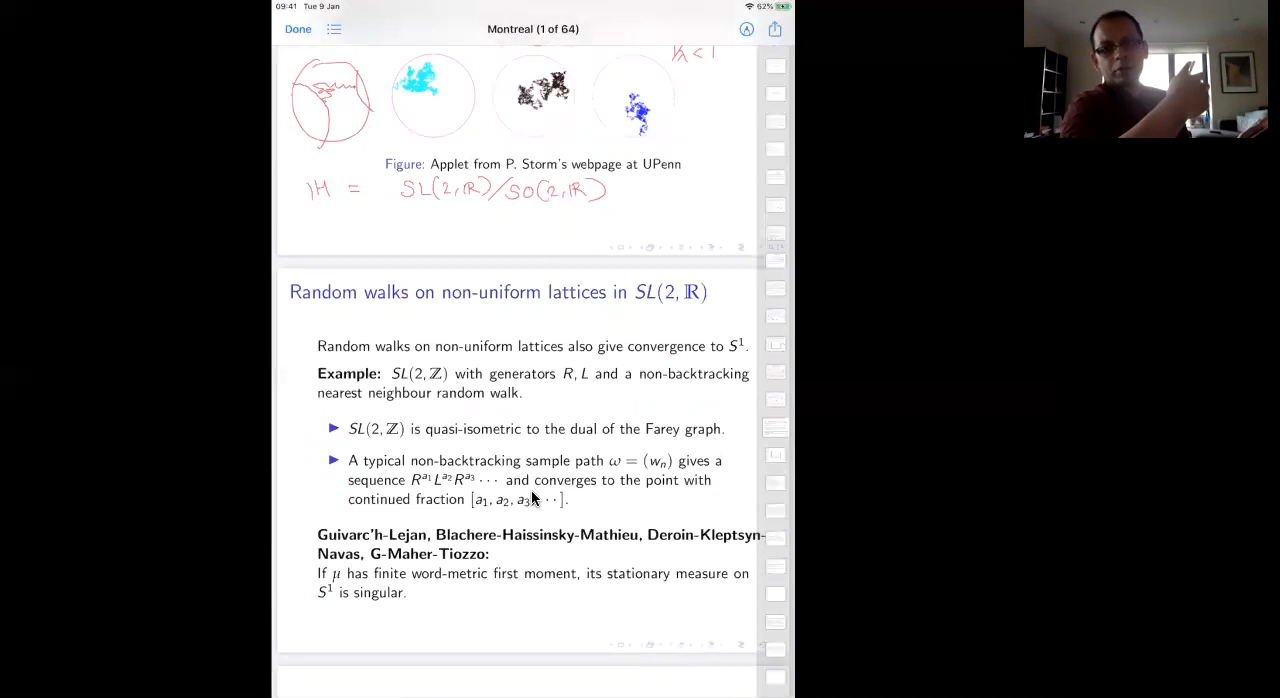 09:41 Tue 9 Jan
62%
Done
Montreal (1 of 64)
K < 1
Figure: Applet from P. Storm's webpage at UPenn
ℍ = SL(2,ℝ)/SO(2,ℝ)
Random walks on non-uniform lattices in SL(2, ℝ)
Random walks on non-uniform lattices also give convergence to S¹.
Example: SL(2, ℤ) with generators R, L and a non-backtracking
nearest neighbour random walk.
▶ SL(2, ℤ) is quasi-isometric to the dual of the Farey graph.
▶ A typical non-backtracking sample path ω = (wₙ) gives a
sequence R^{a₁} L^{a₂} R^{a₃} ··· and converges to the point with
continued fraction [a₁, a₂, a₃, ···].
Guivarc'h-Lejan, Blachere-Haissinsky-Mathieu, Deroin-Kleptsyn-
Navas, G-Maher-Tiozzo:
If μ has finite word-metric first moment, its stationary measure on
S¹ is singular.